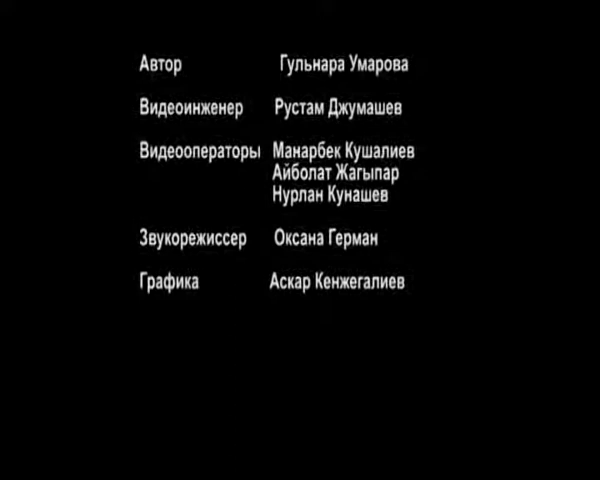 Автор Гульнара Умарова
Видеоинженер Рустам Джумашев
Видеооператоры Манарбек Кушалиев
Айболат Жагыпар
Нурлан Кунашев
Звукорежиссер Оксана Герман
Графика Аскар Кенжегалиев